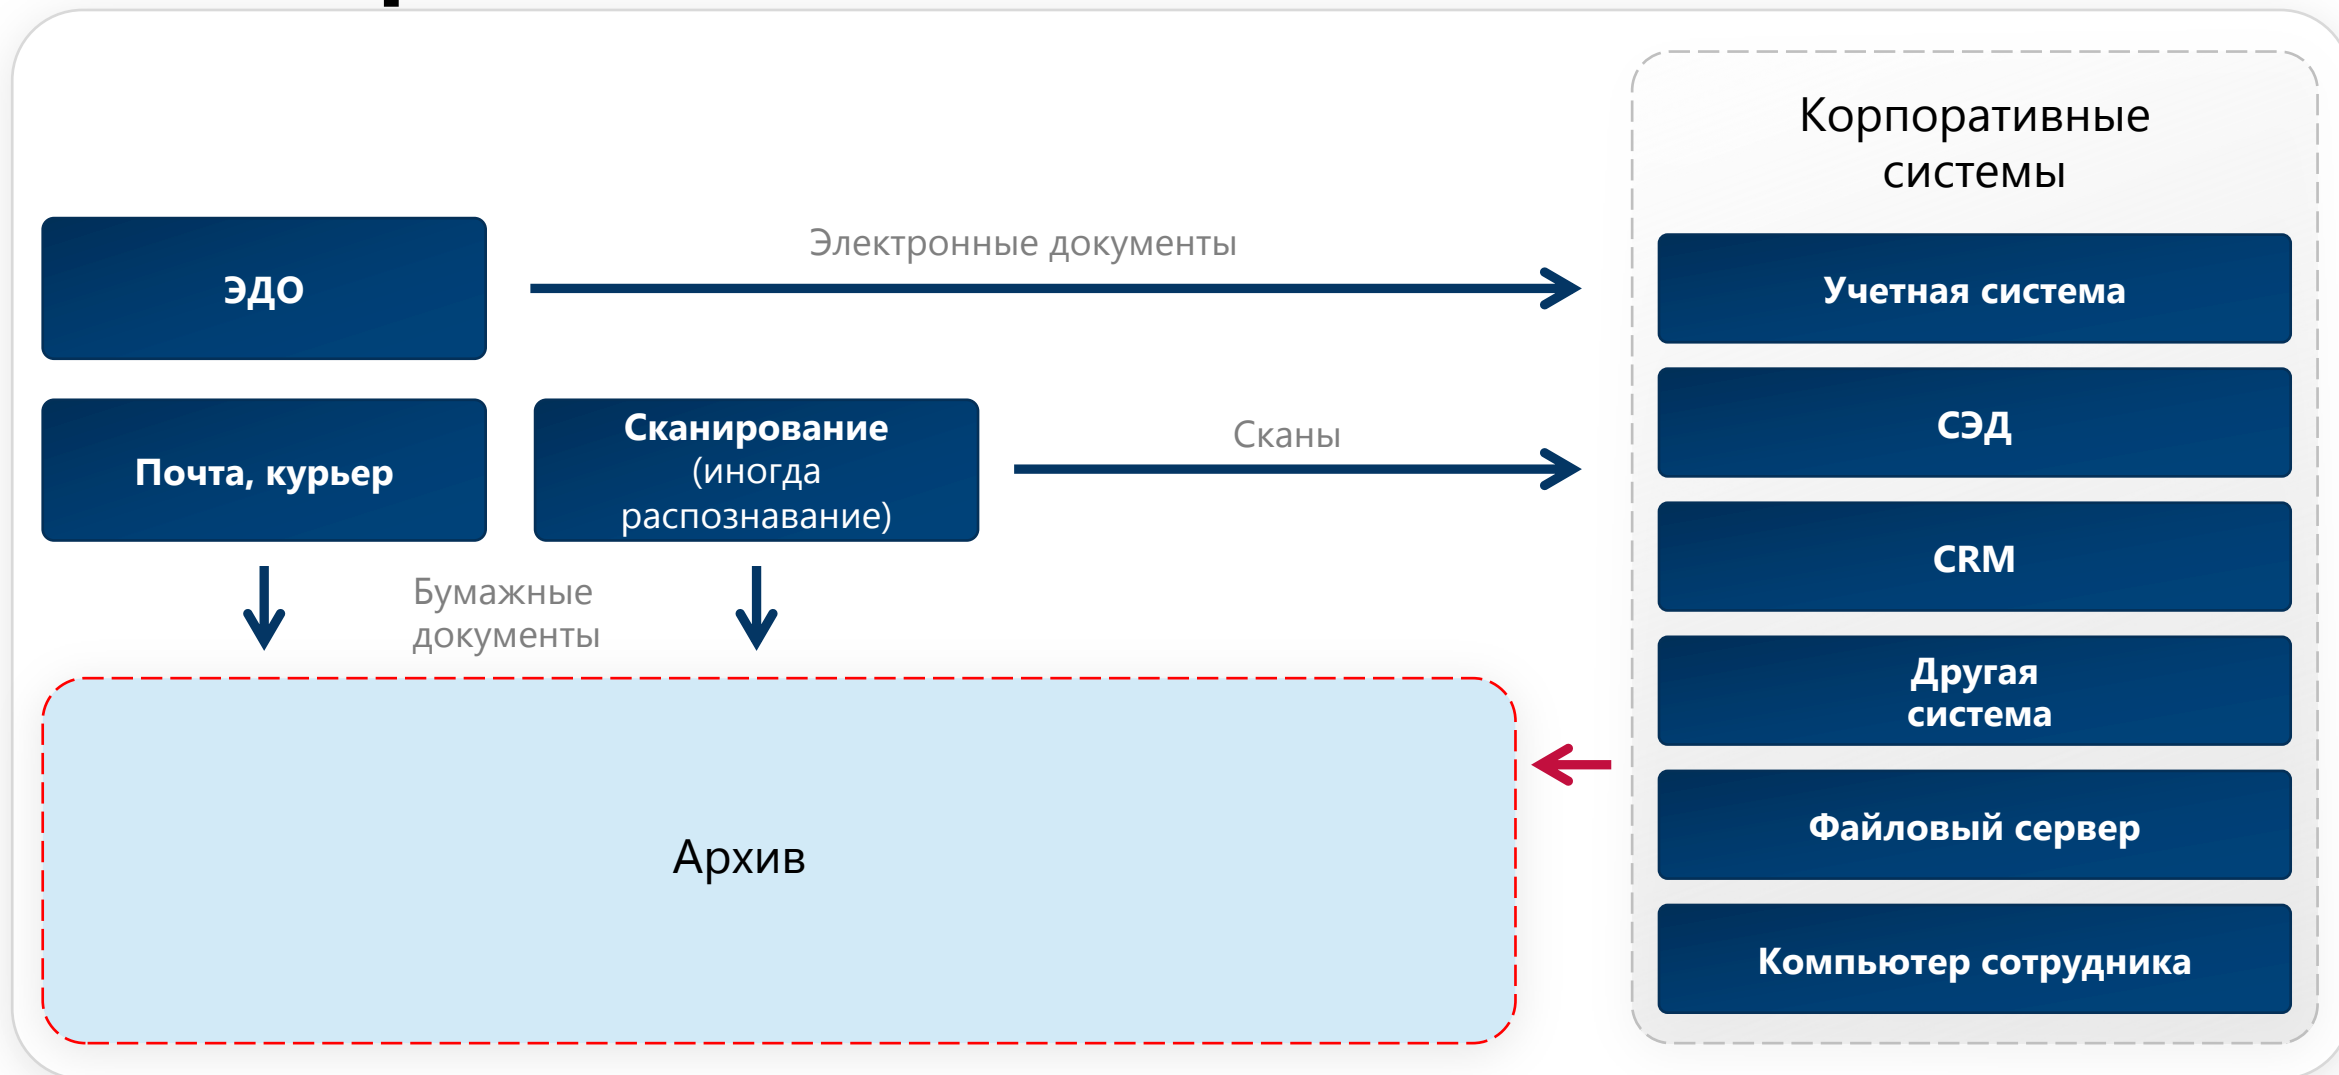 Корпоративные
системы
Электронные документы
ЭДО
Учетная система
Почта, курьер
Сканирование
(иногда
распознавание)
Сканы
СЭД
CRM
Бумажные
документы
Другая
система
Архив
Файловый сервер
Компьютер сотрудника